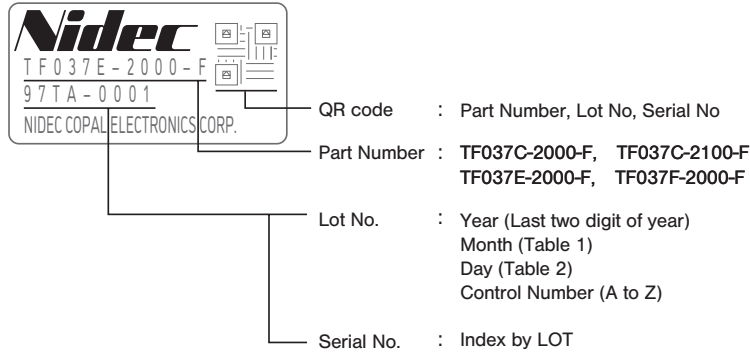 Nidec
TF037E-2000-F
97TA-0001
NIDEC COPAL ELECTRONICS CORP.
QR code : Part Number, Lot No, Serial No
Part Number : TF037C-2000-F, TF037C-2100-F
TF037E-2000-F, TF037F-2000-F
Lot No. : Year (Last two digit of year)
Month (Table 1)
Day (Table 2)
Control Number (A to Z)
Serial No. : Index by LOT